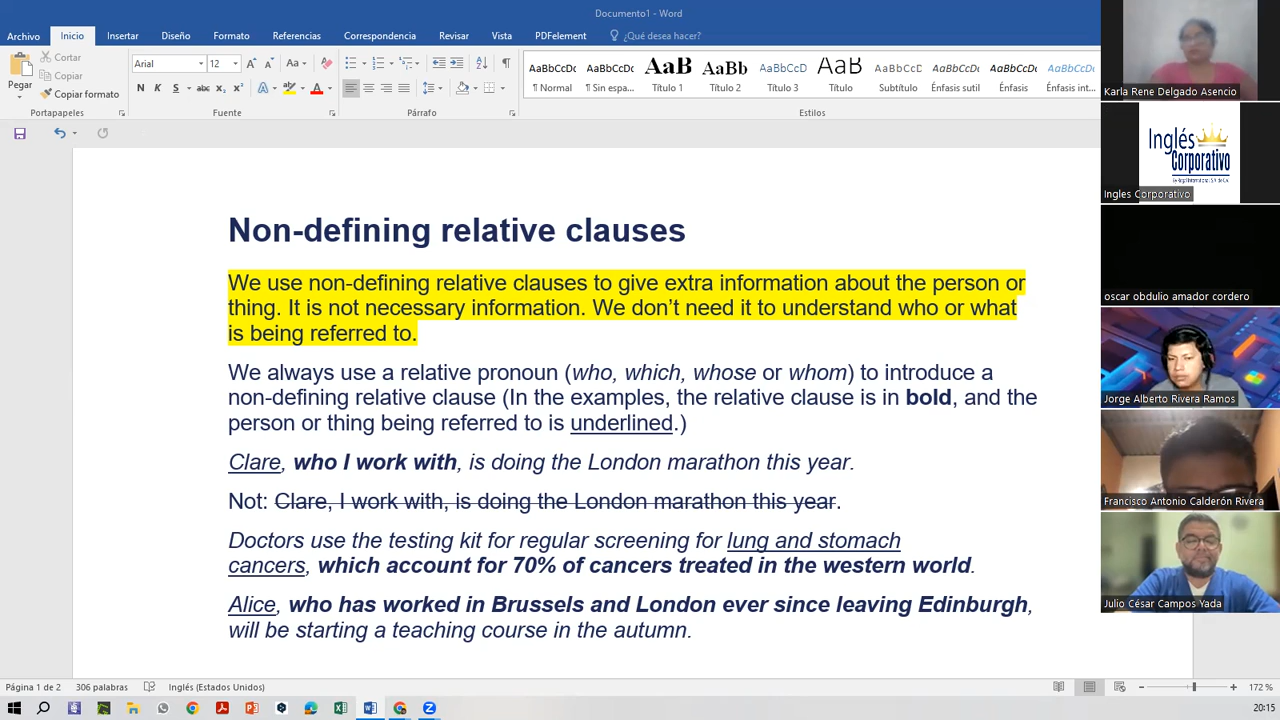 Documento1 - Word
Archivo Inicio Insertar Diseño Formato Referencias Correspondencia Revisar Vista PDFelement ¿Qué desea hacer?
Pegar
Cortar
Copiar
Copiar formato
Arial 12
Portapapeles Fuente Párrafo Estilos
AaBbCcDc AaBbCcDc AaB AaBb AaBbCcD AaB AaBbCcD AaBbCcDc AaBbCcDc AaBbCcDc
¶ Normal ¶ Sin espa... Título 1 Título 2 Título 3 Título Subtítulo Énfasis sutil Énfasis Énfasis int...
Non-defining relative clauses
We use non-defining relative clauses to give extra information about the person or
thing. It is not necessary information. We don’t need it to understand who or what
is being referred to.
We always use a relative pronoun (who, which, whose or whom) to introduce a
non-defining relative clause (In the examples, the relative clause is in bold, and the
person or thing being referred to is underlined.)
Clare, who I work with, is doing the London marathon this year.
Not: Clare, I work with, is doing the London marathon this year.
Doctors use the testing kit for regular screening for lung and stomach
cancers, which account for 70% of cancers treated in the western world.
Alice, who has worked in Brussels and London ever since leaving Edinburgh,
will be starting a teaching course in the autumn.
Karla Rene Delgado Asencio
Inglés
Corporativo
Ingles Corporativo
oscar obdulio amador cordero
Jorge Alberto Rivera Ramos
Francisco Antonio Calderón Rivera
Julio César Campos Yada
Página 1 de 2 306 palabras Inglés (Estados Unidos) 172 %
20:15